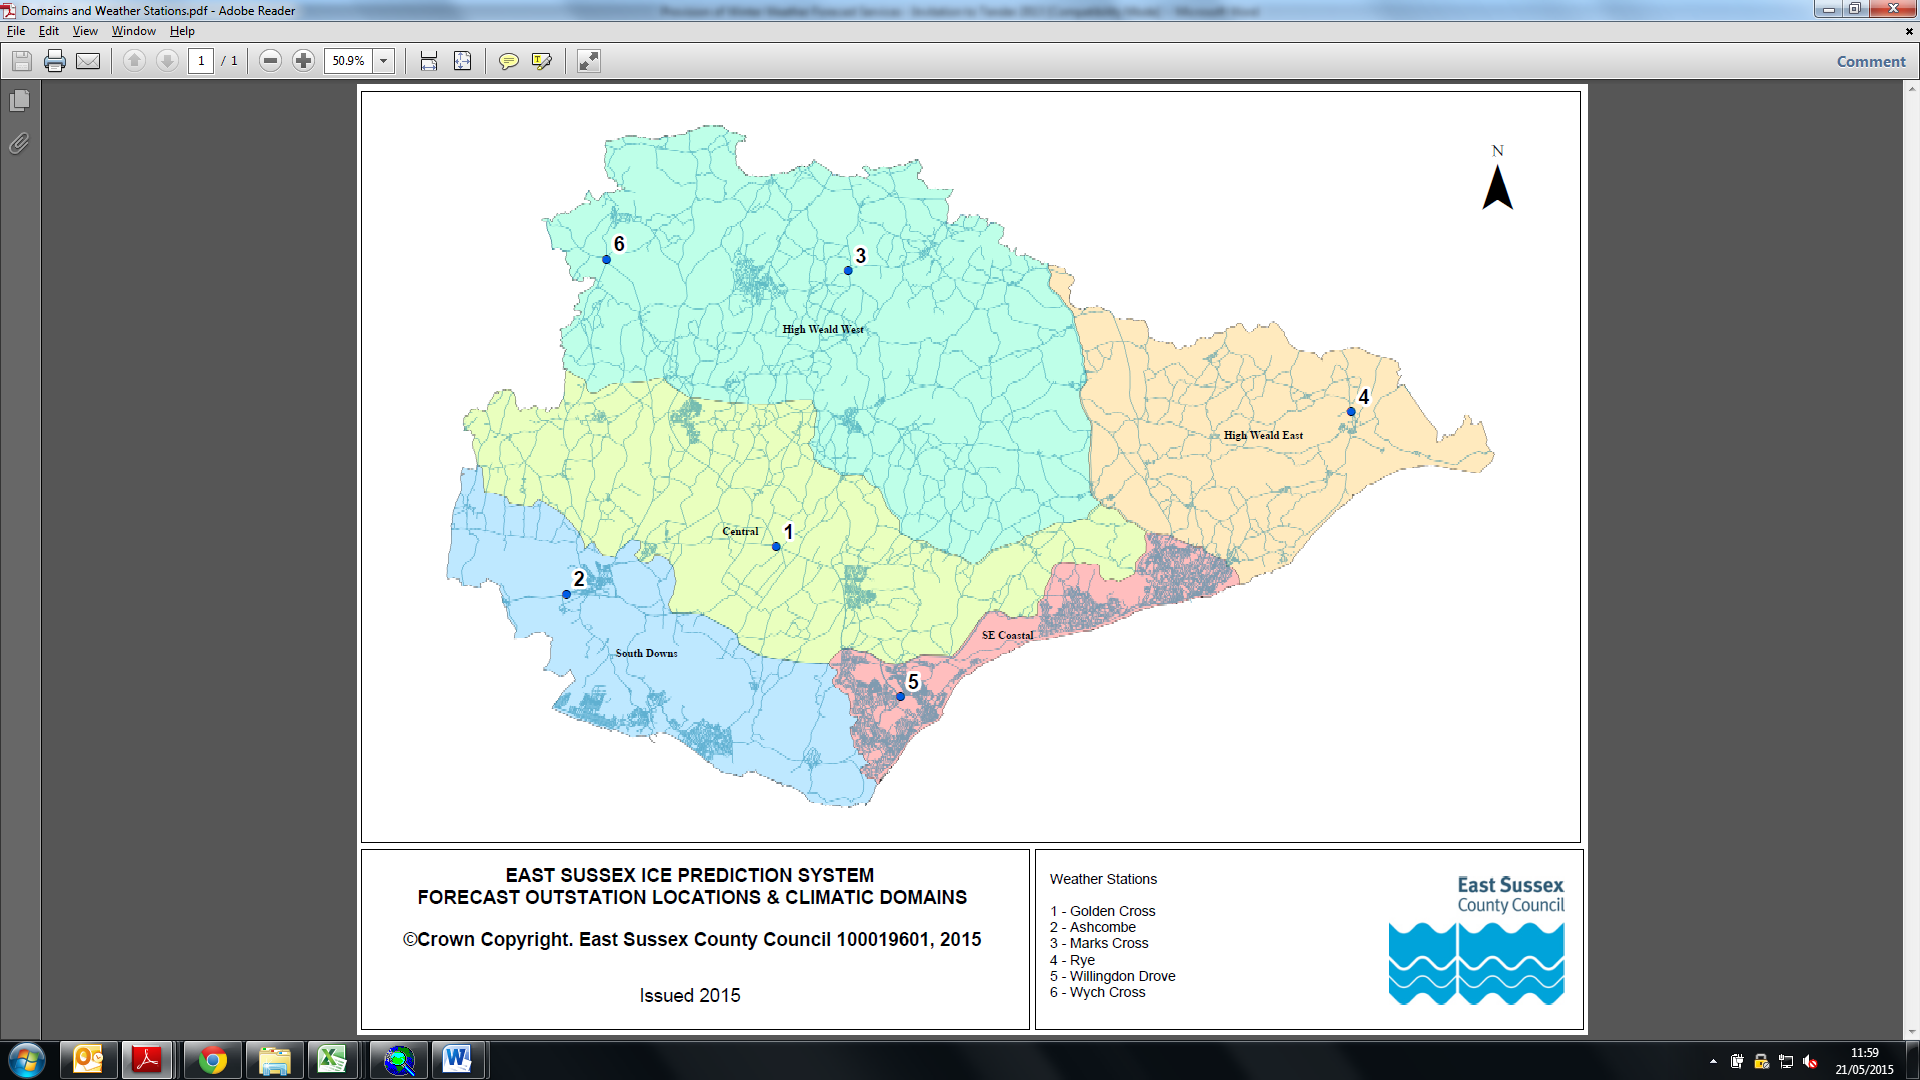 Domains and Weather Stations.pdf - Adobe Reader
File Edit View Window Help
1 / 1
50.9%
Comment
N
6
3
High Weald West
4
High Weald East
Central
1
2
SE Coastal
South Downs
5
EAST SUSSEX ICE PREDICTION SYSTEM
FORECAST OUTSTATION LOCATIONS & CLIMATIC DOMAINS
©Crown Copyright. East Sussex County Council 100019601, 2015
Issued 2015
Weather Stations
1 - Golden Cross
2 - Ashcombe
3 - Marks Cross
4 - Rye
5 - Willingdon Drove
6 - Wych Cross
East Sussex
County Council
11:59
21/05/2015